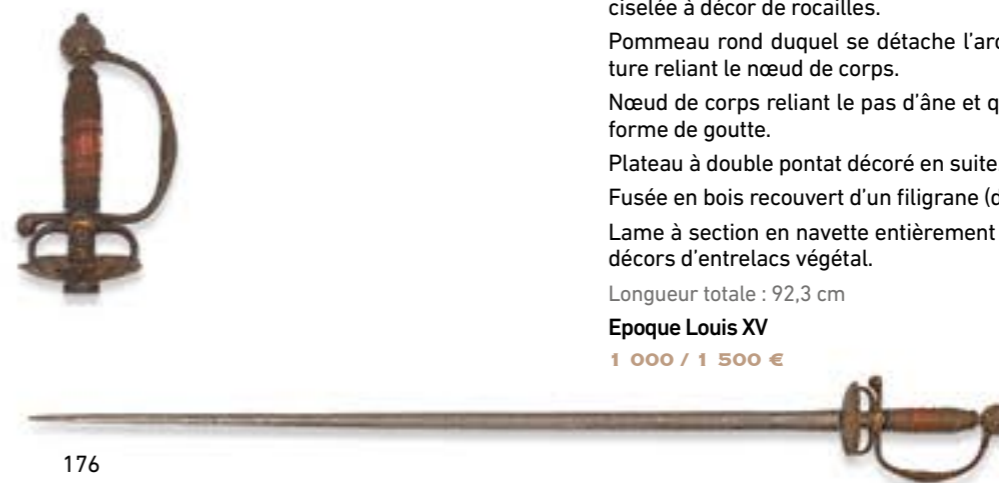 ciselée à décor de rocailles.
Pommeau rond duquel se détache l'arc
ture reliant le nœud de corps.
Nœud de corps reliant le pas d'âne et q
forme de goutte.
Plateau à double pontat décoré en suite
Fusée en bois recouvert d'un filigrane (d
Lame à section en navette entièrement
décors d'entrelacs végétal.
Longueur totale : 92,3 cm
Epoque Louis XV
1 000 / 1 500 €
176